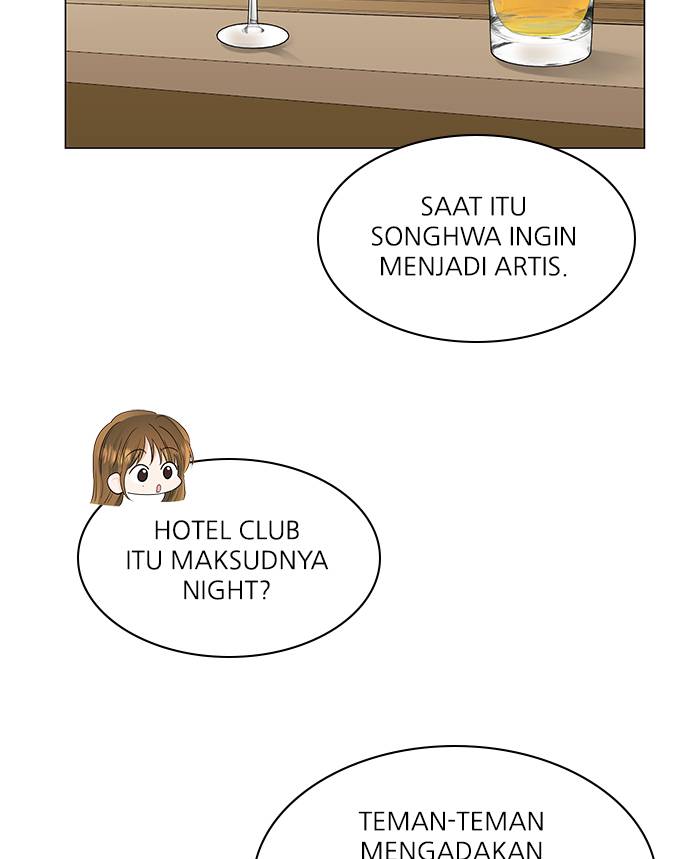 SAAT ITU
SONGHWA INGIN
MENJADI ARTIS.
HOTEL CLUB
ITU MAKSUDNYA
NIGHT?
TEMAN-TEMAN
MENGADAKAN